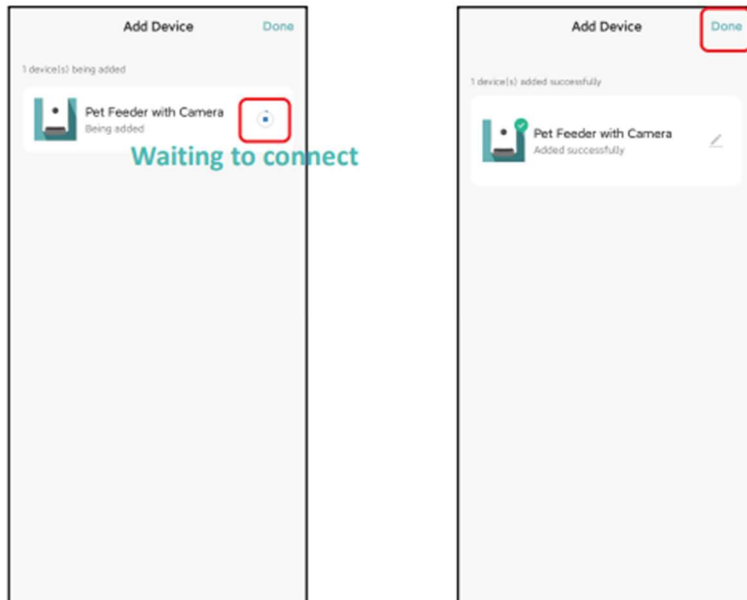 Add Device
Done
1 device(s) being added
Pet Feeder with Camera
Being added
Waiting to connect
Add Device
Done
1 device(s) added successfully
Pet Feeder with Camera
Added successfully